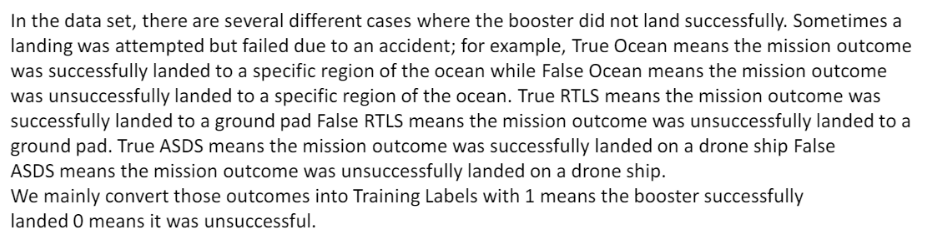 In the data set, there are several different cases where the booster did not land successfully. Sometimes a
landing was attempted but failed due to an accident; for example, True Ocean means the mission outcome
was successfully landed to a specific region of the ocean while False Ocean means the mission outcome
was unsuccessfully landed to a specific region of the ocean. True RTLS means the mission outcome was
successfully landed to a ground pad False RTLS means the mission outcome was unsuccessfully landed to a
ground pad. True ASDS means the mission outcome was successfully landed on a drone ship False
ASDS means the mission outcome was unsuccessfully landed on a drone ship.
We mainly convert those outcomes into Training Labels with 1 means the booster successfully
landed 0 means it was unsuccessful.